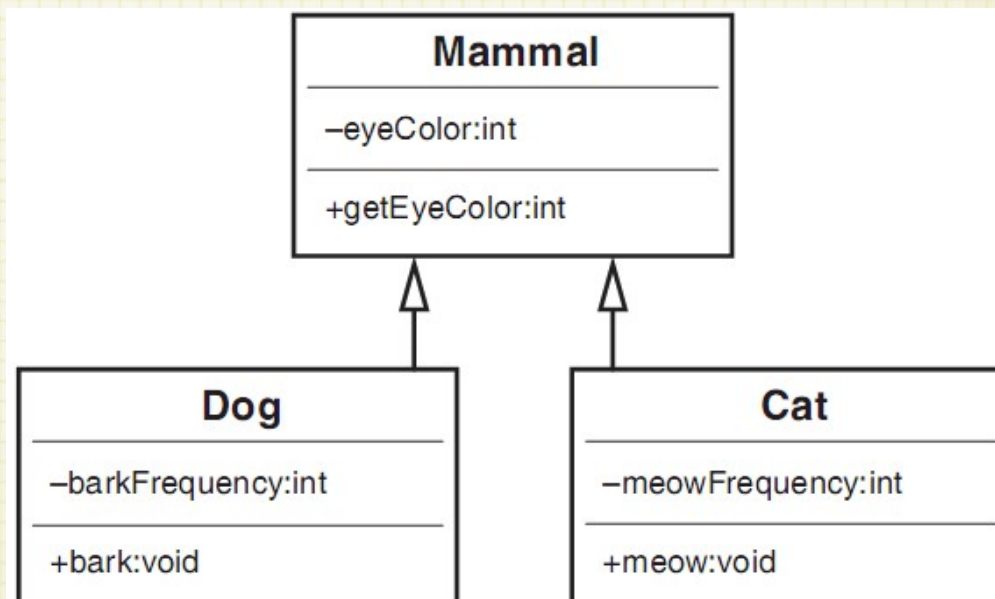 Mammal
–eyeColor:int
+getEyeColor:int
Dog
–barkFrequency:int
+bark:void
Cat
–meowFrequency:int
+meow:void